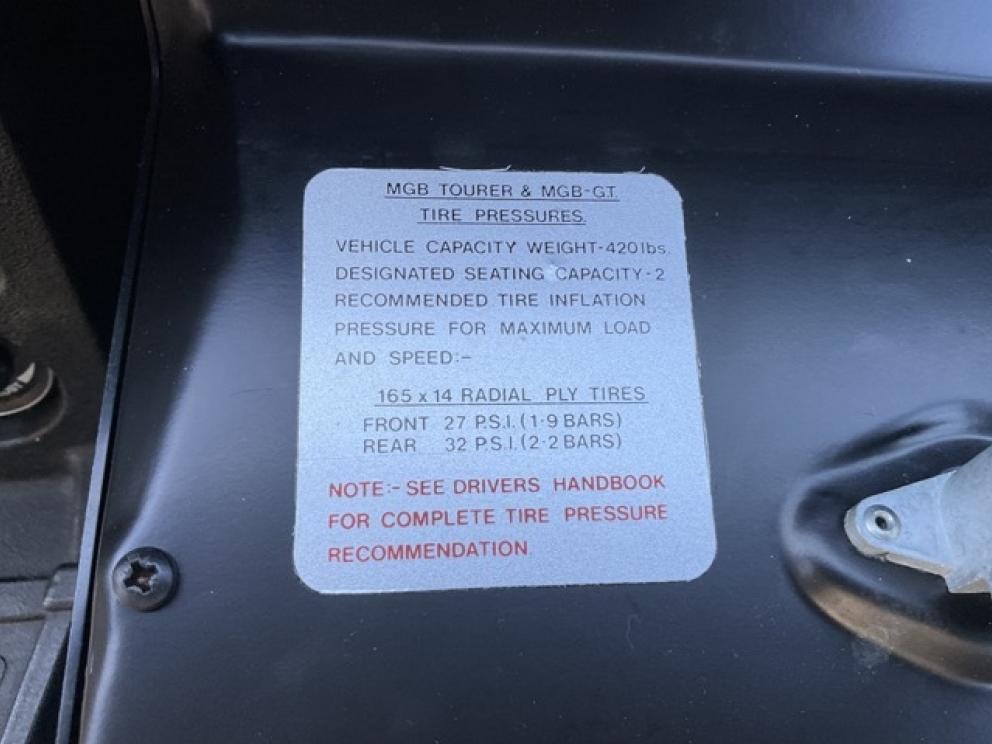 MGB TOURER & MGB-GT.
TIRE PRESSURES.
VEHICLE CAPACITY WEIGHT-420lbs.
DESIGNATED SEATING CAPACITY-2
RECOMMENDED TIRE INFLATION
PRESSURE FOR MAXIMUM LOAD
AND SPEED:-
165 x 14 RADIAL PLY TIRES
FRONT 27 P.S.I. (1·9 BARS)
REAR 32 P.S.I. (2·2 BARS)
NOTE:- SEE DRIVERS HANDBOOK
FOR COMPLETE TIRE PRESSURE
RECOMMENDATION.